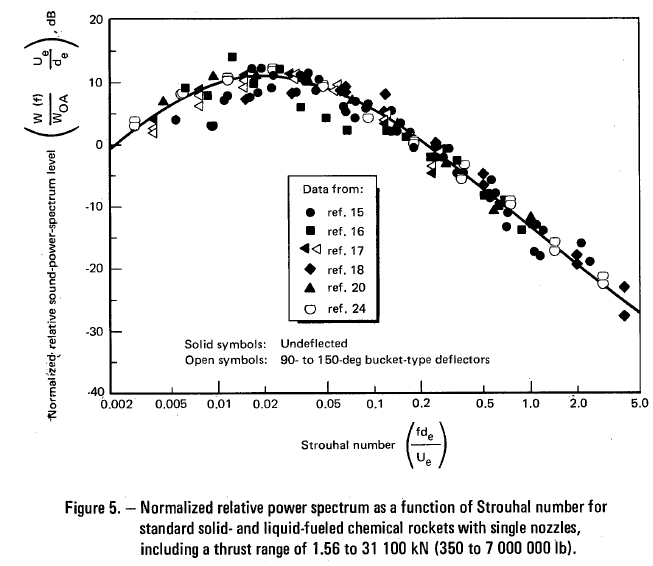 Normalized relative sound-power-spectrum level ( W (f) / W_OA  U_e / d_e ), dB
20
10
0
-10
-20
-30
-40
Data from:
ref. 15
ref. 16
ref. 17
ref. 18
ref. 20
ref. 24
Solid symbols: Undeflected
Open symbols: 90- to 150-deg bucket-type deflectors
0.002 0.005 0.01 0.02 0.05 0.1 0.2 0.5 1.0 2.0 5.0
Strouhal number ( fd_e / U_e )
Figure 5. — Normalized relative power spectrum as a function of Strouhal number for
standard solid- and liquid-fueled chemical rockets with single nozzles,
including a thrust range of 1.56 to 31 100 kN (350 to 7 000 000 lb).